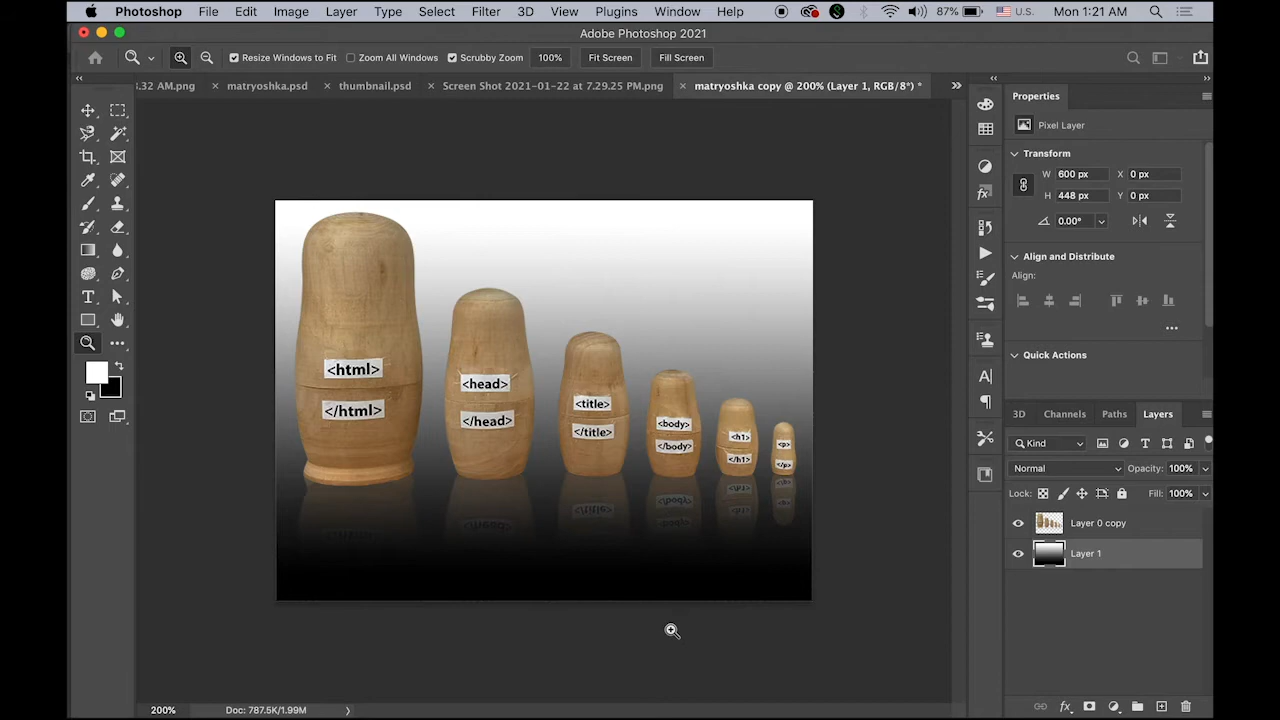 Photoshop File Edit Image Layer Type Select Filter 3D View Plugins Window Help 87% U.S. Mon 1:21 AM
Adobe Photoshop 2021
Resize Windows to Fit Zoom All Windows Scrubby Zoom 100% Fit Screen Fill Screen
.32 AM.png × matryoshka.psd × thumbnail.psd × Screen Shot 2021-01-22 at 7.29.25 PM.png × matryoshka copy @ 200% (Layer 1, RGB/8*) *
Properties
Pixel Layer
Transform
W 600 px X 0 px
H 448 px Y 0 px
0.00°
Align and Distribute
Align:
Quick Actions
3D Channels Paths Layers
Kind
Normal Opacity: 100%
Lock: Fill: 100%
Layer 0 copy
Layer 1
<html>
</html>
<head>
</head>
<title>
</title>
<body>
</body>
<h1>
</h1>
<p>
</p>
200% Doc: 787.5K/1.99M